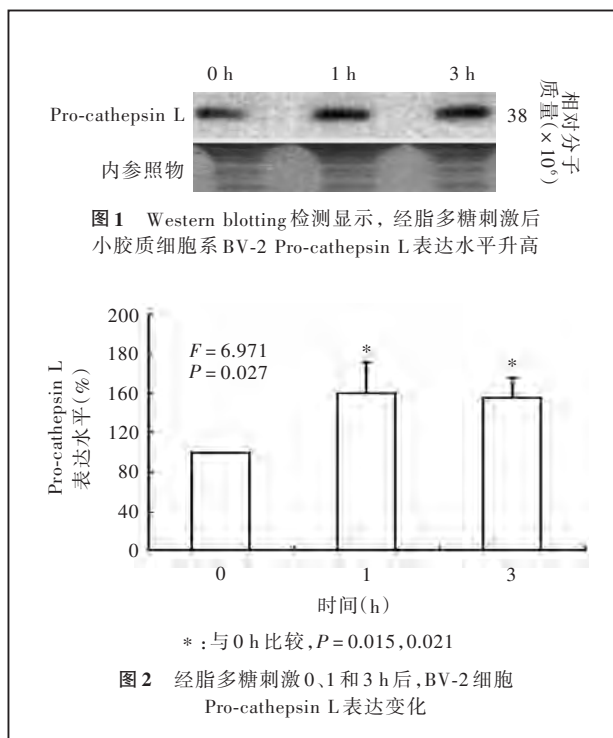 0 h 1 h 3 h
Pro-cathepsin L
38
相对分子
质量(×10⁶)
内参照物
图1 Western blotting检测显示，经脂多糖刺激后
小胶质细胞系BV-2 Pro-cathepsin L表达水平升高
Pro-cathepsin L
表达水平(%)
200
180
160
120
80
40
0
F = 6.971
P = 0.027
*
*
0 1 3
时间(h)
*：与0 h比较，P = 0.015，0.021
图2 经脂多糖刺激0、1和3 h后，BV-2细胞
Pro-cathepsin L表达变化